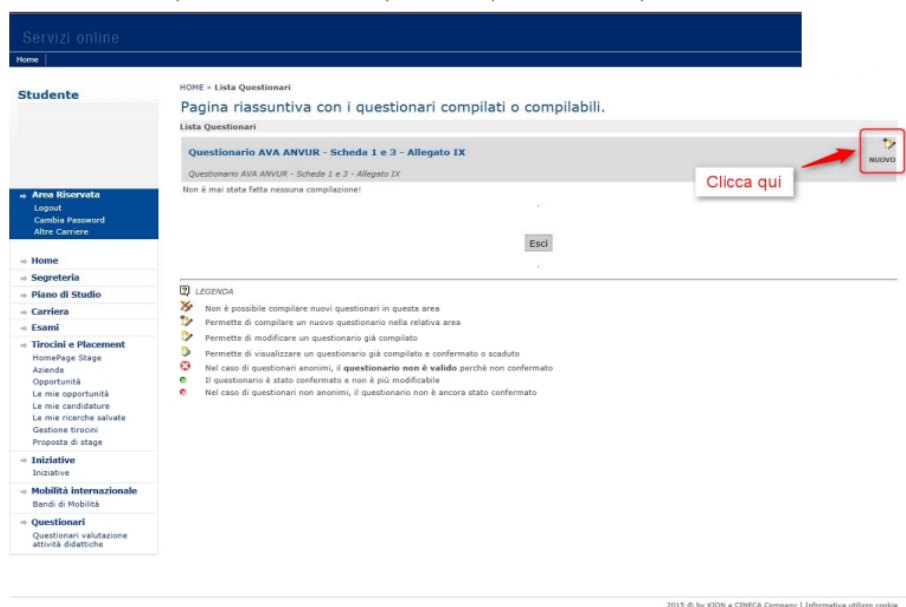 Servizi online
Home
Studente
HOME » Lista Questionari
Pagina riassuntiva con i questionari compilati o compilabili.
Lista Questionari
Questionario AVA ANVUR - Scheda 1 e 3 - Allegato IX
NUOVO
Questionario AVA ANVUR - Scheda 1 e 3 - Allegato IX
Clicca qui
Non è mai stata fatta nessuna compilazione!
Area Riservata
Logout
Cambia Password
Altre Carriere
Esci
Home
Segreteria
Piano di Studio
Carriera
Esami
Tirocini e Placement
HomePage Stage
Aziende
Opportunità
Le mie opportunità
Le mie candidature
Le mie ricerche salvate
Gestione tirocini
Proposta di stage
Iniziative
Iniziative
Mobilità internazionale
Bandi di Mobilità
Questionari
Questionari valutazione
attività didattiche
LEGENDA
Non è possibile compilare nuovi questionari in questa area
Permette di compilare un nuovo questionario nella relativa area
Permette di modificare un questionario già compilato
Permette di visualizzare un questionario già compilato e confermato o scaduto
Nel caso di questionari anonimi, il questionario non è valido perchè non confermato
Il questionario è stato confermato e non è più modificabile
Nel caso di questionari non anonimi, il questionario non è ancora stato confermato
2015 © by KION a CINECA Company | Informativa utilizzo cookie